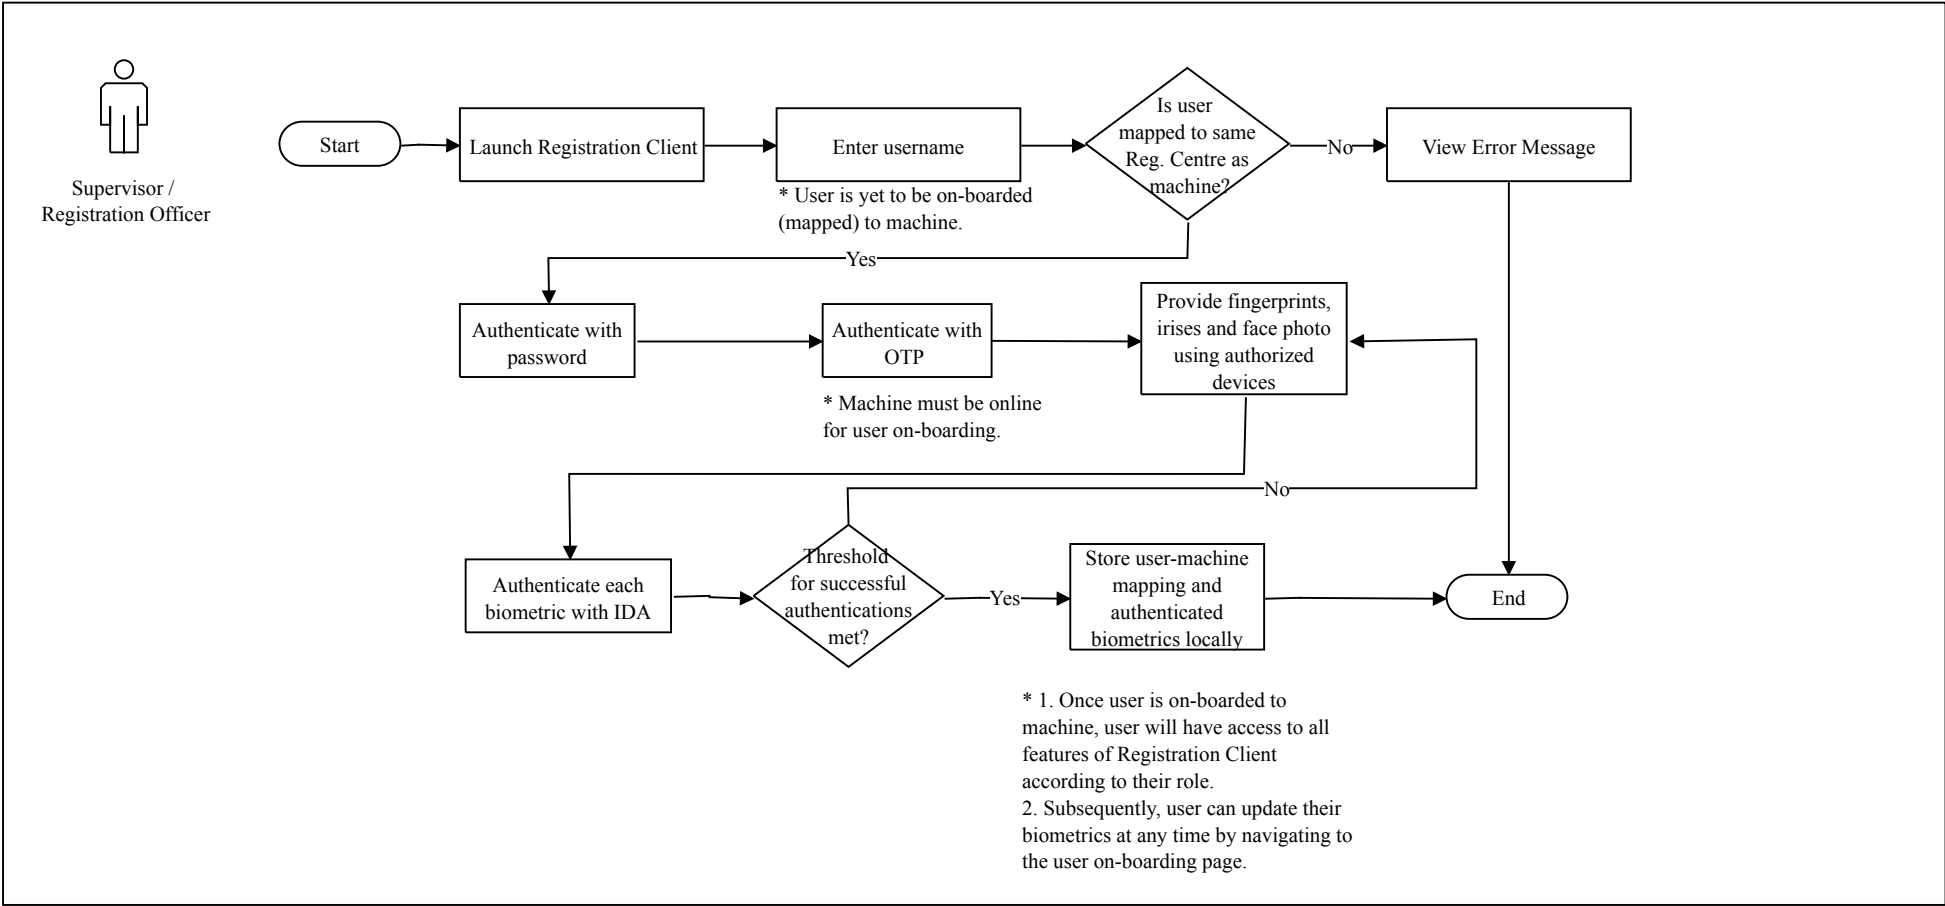 Supervisor /
Registration Officer
Start
Launch Registration Client
Enter username
* User is yet to be on-boarded
(mapped) to machine.
Is user
mapped to same
Reg. Centre as
machine?
No
View Error Message
Yes
Authenticate with
password
Authenticate with
OTP
* Machine must be online
for user on-boarding.
Provide fingerprints,
irises and face photo
using authorized
devices
No
Authenticate each
biometric with IDA
Threshold
for successful
authentications
met?
Yes
Store user-machine
mapping and
authenticated
biometrics locally
End
* 1. Once user is on-boarded to
machine, user will have access to all
features of Registration Client
according to their role.
2. Subsequently, user can update their
biometrics at any time by navigating to
the user on-boarding page.